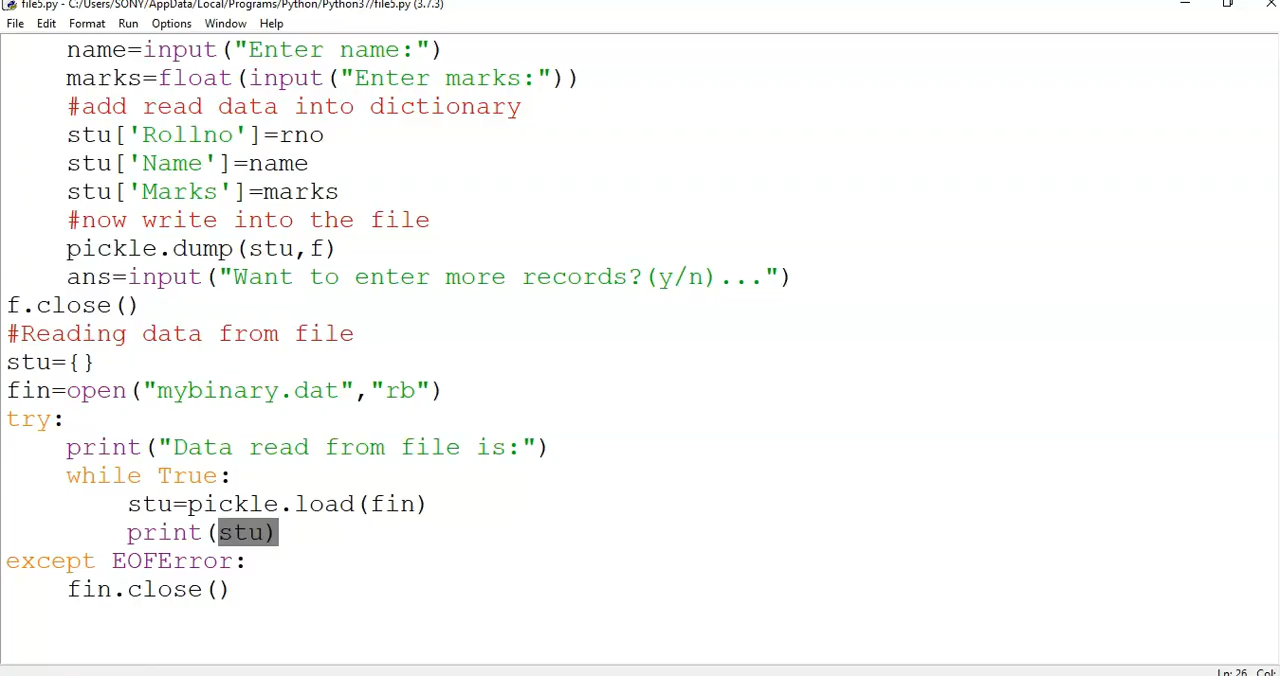 file5.py - C:/Users/SONY/AppData/Local/Programs/Python/Python37/file5.py (3.7.3)
File Edit Format Run Options Window Help
    name=input("Enter name:")
    marks=float(input("Enter marks:"))
    #add read data into dictionary
    stu['Rollno']=rno
    stu['Name']=name
    stu['Marks']=marks
    #now write into the file
    pickle.dump(stu,f)
    ans=input("Want to enter more records?(y/n)...")
f.close()
#Reading data from file
stu={}
fin=open("mybinary.dat","rb")
try:
    print("Data read from file is:")
    while True:
        stu=pickle.load(fin)
        print(stu)
except EOFError:
    fin.close()
Ln: 26 Col: